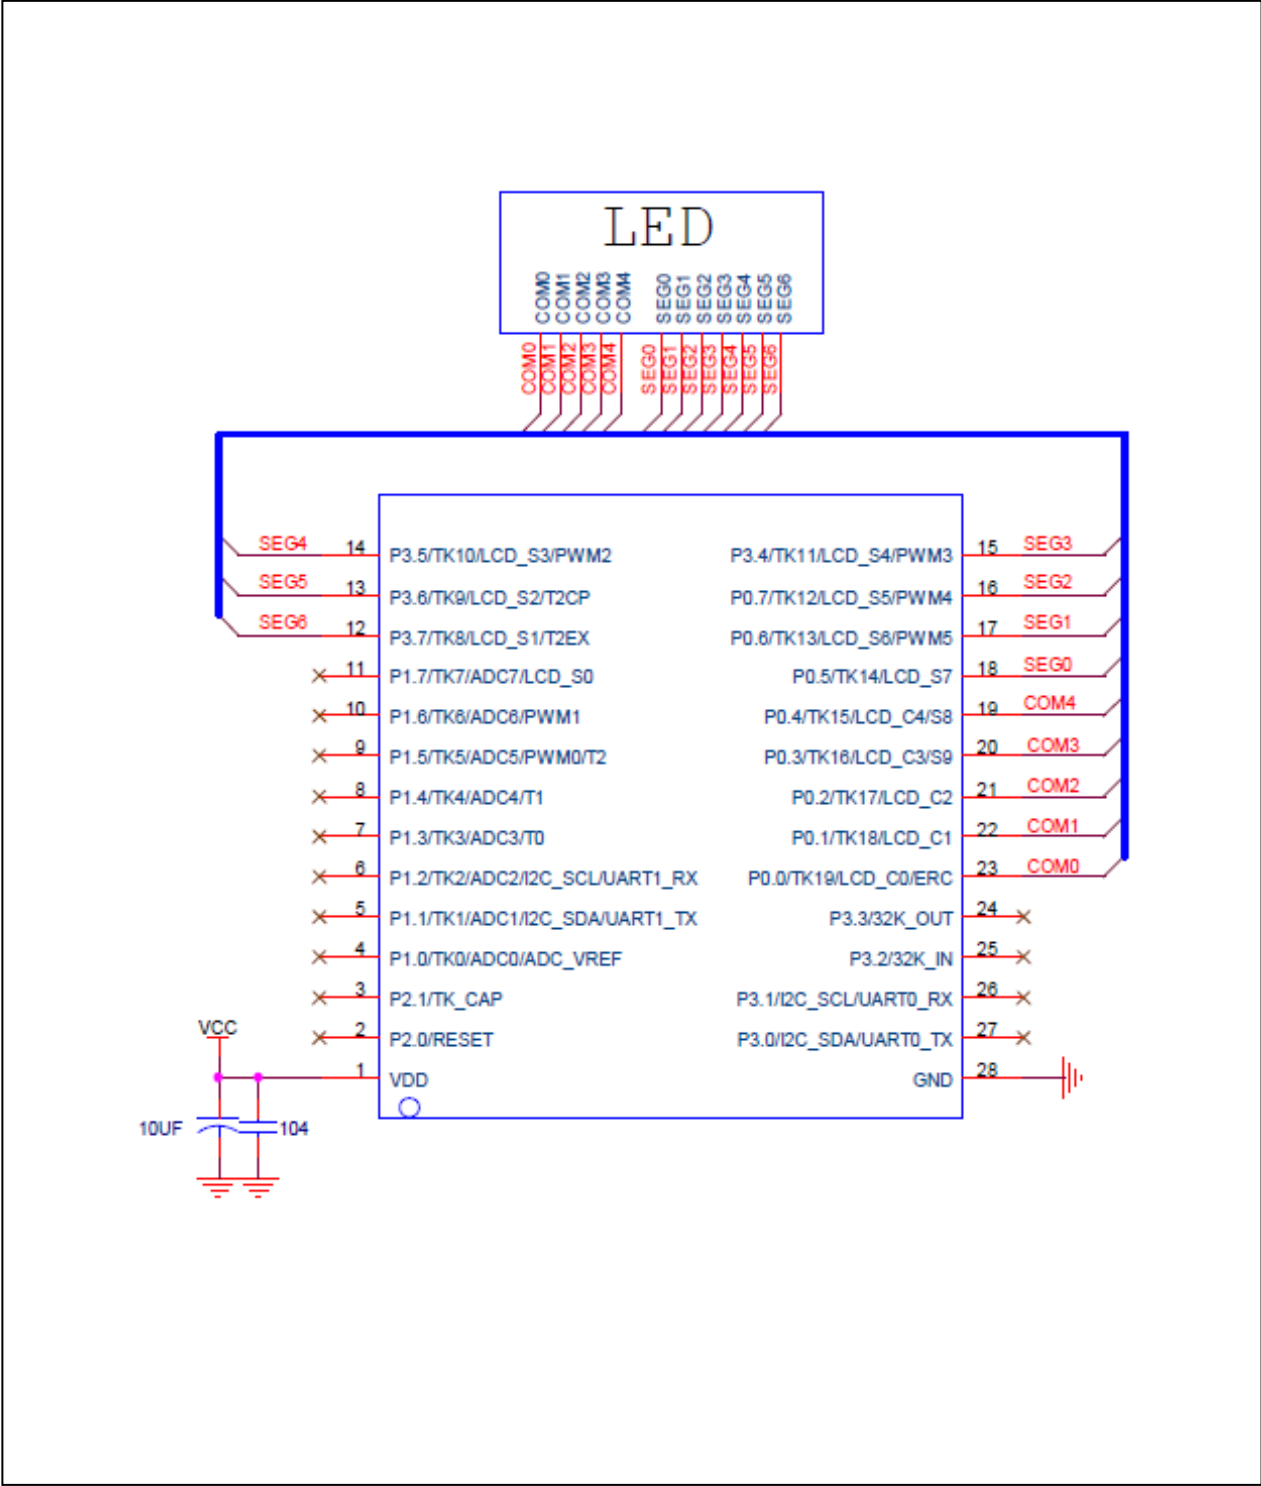 LED
COM0 COM1 COM2 COM3 COM4 SEG0 SEG1 SEG2 SEG3 SEG4 SEG5 SEG6
COM0 COM1 COM2 COM3 COM4 SEG0 SEG1 SEG2 SEG3 SEG4 SEG5 SEG6
SEG4 14 P3.5/TK10/LCD_S3/PWM2 P3.4/TK11/LCD_S4/PWM3 15 SEG3
SEG5 13 P3.6/TK9/LCD_S2/T2CP P0.7/TK12/LCD_S5/PWM4 16 SEG2
SEG6 12 P3.7/TK8/LCD_S1/T2EX P0.6/TK13/LCD_S6/PWM5 17 SEG1
11 P1.7/TK7/ADC7/LCD_S0 P0.5/TK14/LCD_S7 18 SEG0
10 P1.6/TK6/ADC6/PWM1 P0.4/TK15/LCD_C4/S8 19 COM4
9 P1.5/TK5/ADC5/PWM0/T2 P0.3/TK16/LCD_C3/S9 20 COM3
8 P1.4/TK4/ADC4/T1 P0.2/TK17/LCD_C2 21 COM2
7 P1.3/TK3/ADC3/T0 P0.1/TK18/LCD_C1 22 COM1
6 P1.2/TK2/ADC2/I2C_SCL/UART1_RX P0.0/TK19/LCD_C0/ERC 23 COM0
5 P1.1/TK1/ADC1/I2C_SDA/UART1_TX P3.3/32K_OUT 24
4 P1.0/TK0/ADC0/ADC_VREF P3.2/32K_IN 25
3 P2.1/TK_CAP P3.1/I2C_SCL/UART0_RX 26
VCC
2 P2.0/RESET P3.0/I2C_SDA/UART0_TX 27
1 VDD GND 28
10UF 104